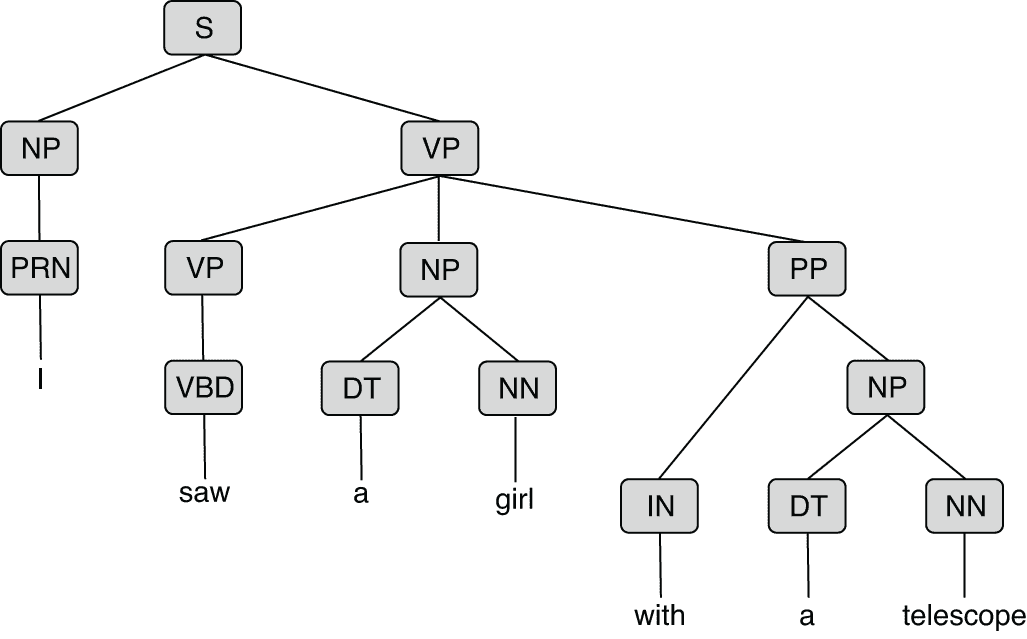 S
NP VP
PRN VP NP PP
I VBD DT NN NP
saw a girl IN DT NN
with a telescope